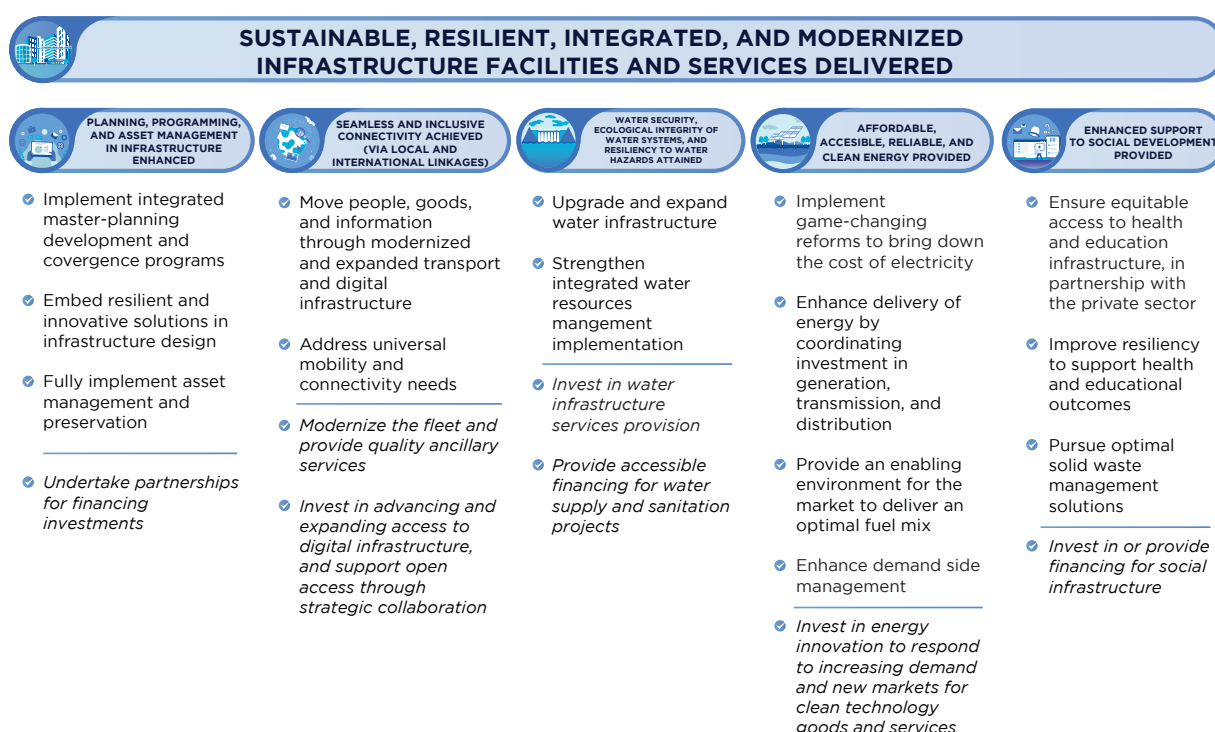 SUSTAINABLE, RESILIENT, INTEGRATED, AND MODERNIZED
INFRASTRUCTURE FACILITIES AND SERVICES DELIVERED
PLANNING, PROGRAMMING,
AND ASSET MANAGEMENT
IN INFRASTRUCTURE
ENHANCED
Implement integrated
master-planning
development and
covergence programs
Embed resilient and
innovative solutions in
infrastructure design
Fully implement asset
management and
preservation
Undertake partnerships
for financing
investments
SEAMLESS AND INCLUSIVE
CONNECTIVITY ACHIEVED
(VIA LOCAL AND
INTERNATIONAL LINKAGES)
Move people, goods,
and information
through modernized
and expanded transport
and digital
infrastructure
Address universal
mobility and
connectivity needs
Modernize the fleet and
provide quality ancillary
services
Invest in advancing and
expanding access to
digital infrastructure,
and support open
access through
strategic collaboration
WATER SECURITY,
ECOLOGICAL INTEGRITY OF
WATER SYSTEMS, AND
RESILIENCY TO WATER
HAZARDS ATTAINED
Upgrade and expand
water infrastructure
Strengthen
integrated water
resources
mangement
implementation
Invest in water
infrastructure
services provision
Provide accessible
financing for water
supply and sanitation
projects
AFFORDABLE,
ACCESIBLE, RELIABLE, AND
CLEAN ENERGY PROVIDED
Implement
game-changing
reforms to bring down
the cost of electricity
Enhance delivery of
energy by
coordinating
investment in
generation,
transmission, and
distribution
Provide an enabling
environment for the
market to deliver an
optimal fuel mix
Enhance demand side
management
Invest in energy
innovation to respond
to increasing demand
and new markets for
clean technology
goods and services
ENHANCED SUPPORT
TO SOCIAL DEVELOPMENT
PROVIDED
Ensure equitable
access to health
and education
infrastructure, in
partnership with
the private sector
Improve resiliency
to support health
and educational
outcomes
Pursue optimal
solid waste
management
solutions
Invest in or provide
financing for social
infrastructure